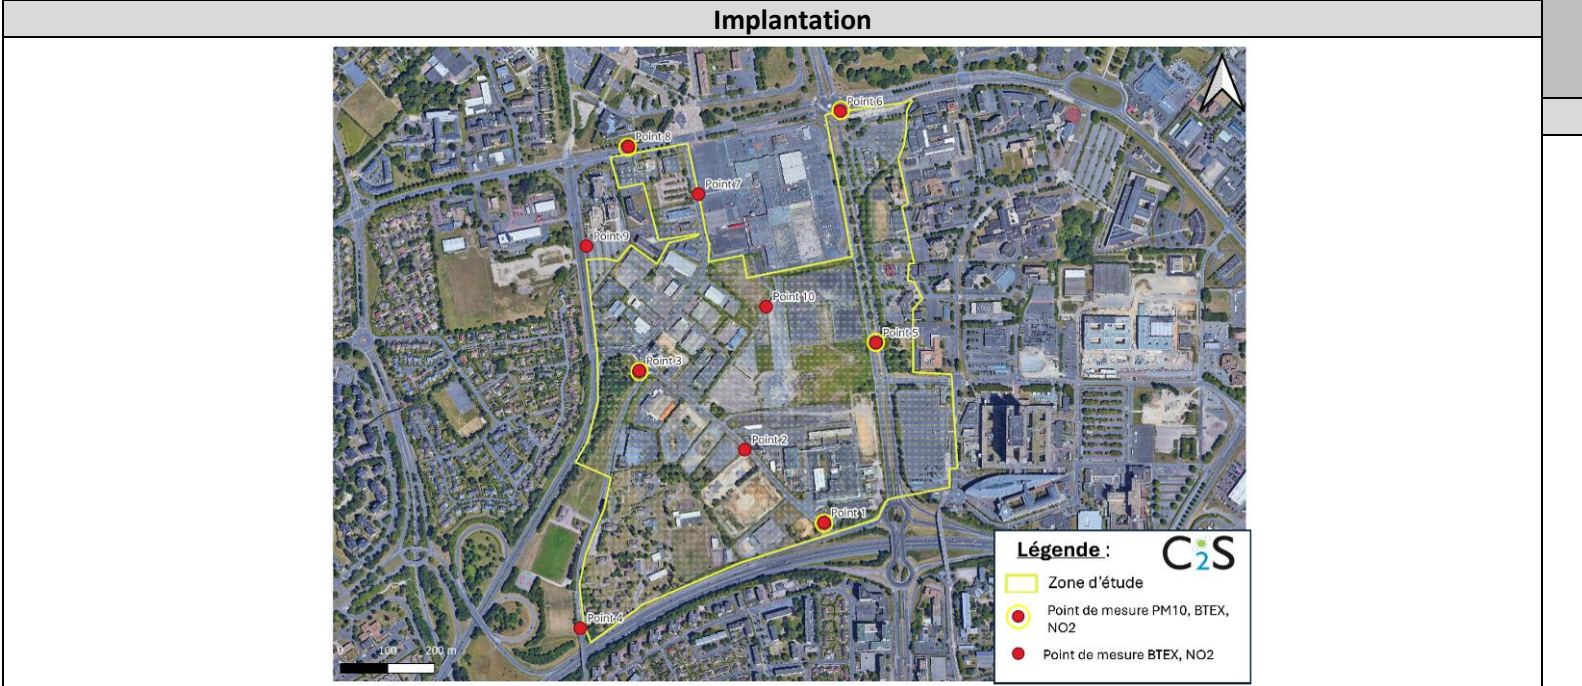 Implantation
Point 6
Point 8
Point 7
Point 9
Point 10
Point 5
Point 3
Point 2
Point 1
Point 4
0 100 200 m
Légende :
C2S
Zone d'étude
Point de mesure PM10, BTEX,
NO2
Point de mesure BTEX, NO2